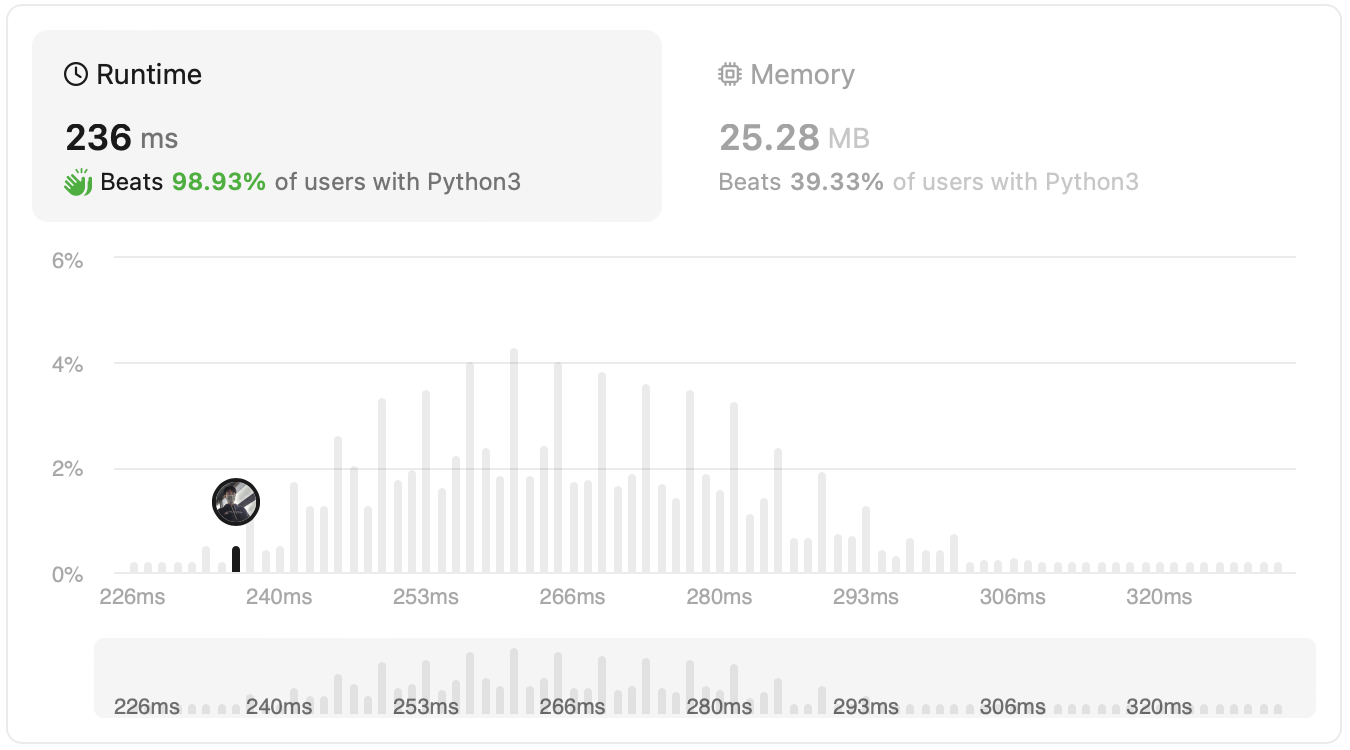 Runtime
236 ms
Beats 98.93% of users with Python3
Memory
25.28 MB
Beats 39.33% of users with Python3
6%
4%
2%
0%
226ms 240ms 253ms 266ms 280ms 293ms 306ms 320ms
226ms 240ms 253ms 266ms 280ms 293ms 306ms 320ms